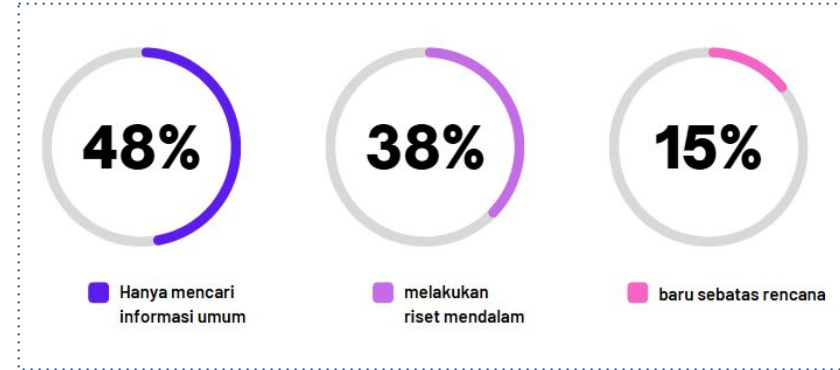 48%
38%
15%
Hanya mencari
informasi umum
melakukan
riset mendalam
baru sebatas rencana